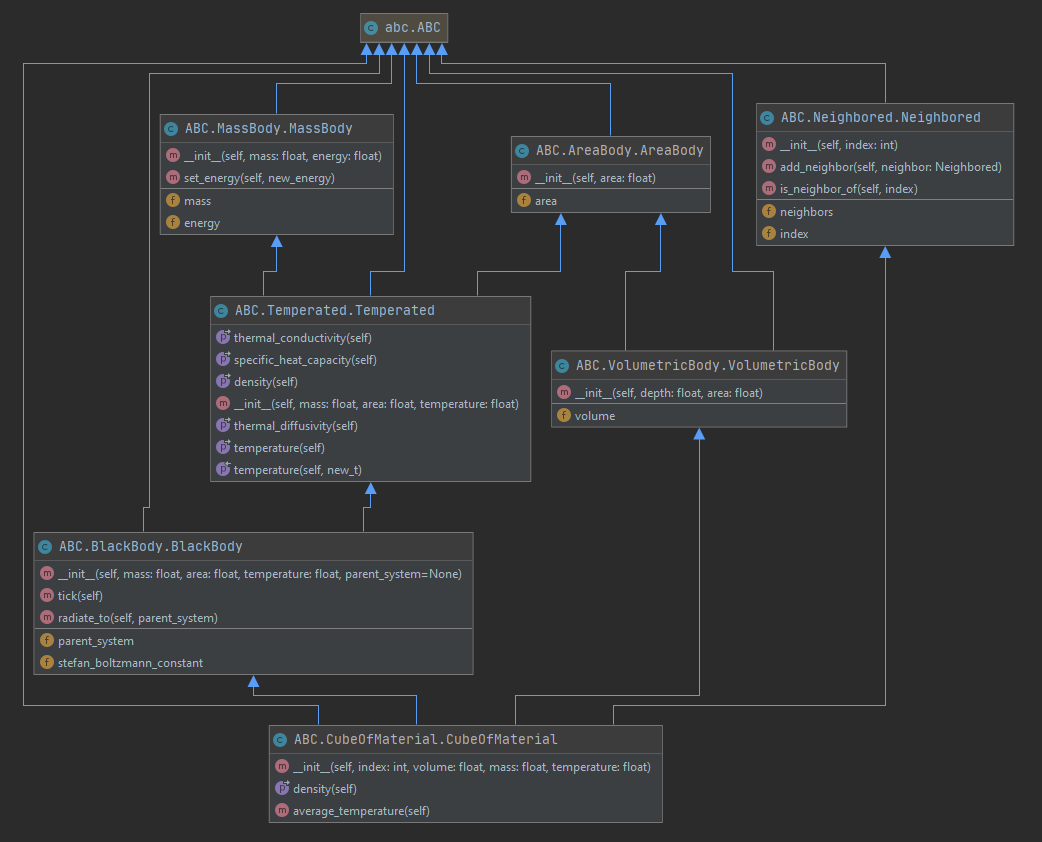 abc.ABC
ABC.MassBody.MassBody
__init__(self, mass: float, energy: float)
set_energy(self, new_energy)
mass
energy
ABC.AreaBody.AreaBody
__init__(self, area: float)
area
ABC.Neighbored.Neighbored
__init__(self, index: int)
add_neighbor(self, neighbor: Neighbored)
is_neighbor_of(self, index)
neighbors
index
ABC.Temperated.Temperated
thermal_conductivity(self)
specific_heat_capacity(self)
density(self)
__init__(self, mass: float, area: float, temperature: float)
thermal_diffusivity(self)
temperature(self)
temperature(self, new_t)
ABC.VolumetricBody.VolumetricBody
__init__(self, depth: float, area: float)
volume
ABC.BlackBody.BlackBody
__init__(self, mass: float, area: float, temperature: float, parent_system=None)
tick(self)
radiate_to(self, parent_system)
parent_system
stefan_boltzmann_constant
ABC.CubeOfMaterial.CubeOfMaterial
__init__(self, index: int, volume: float, mass: float, temperature: float)
density(self)
average_temperature(self)